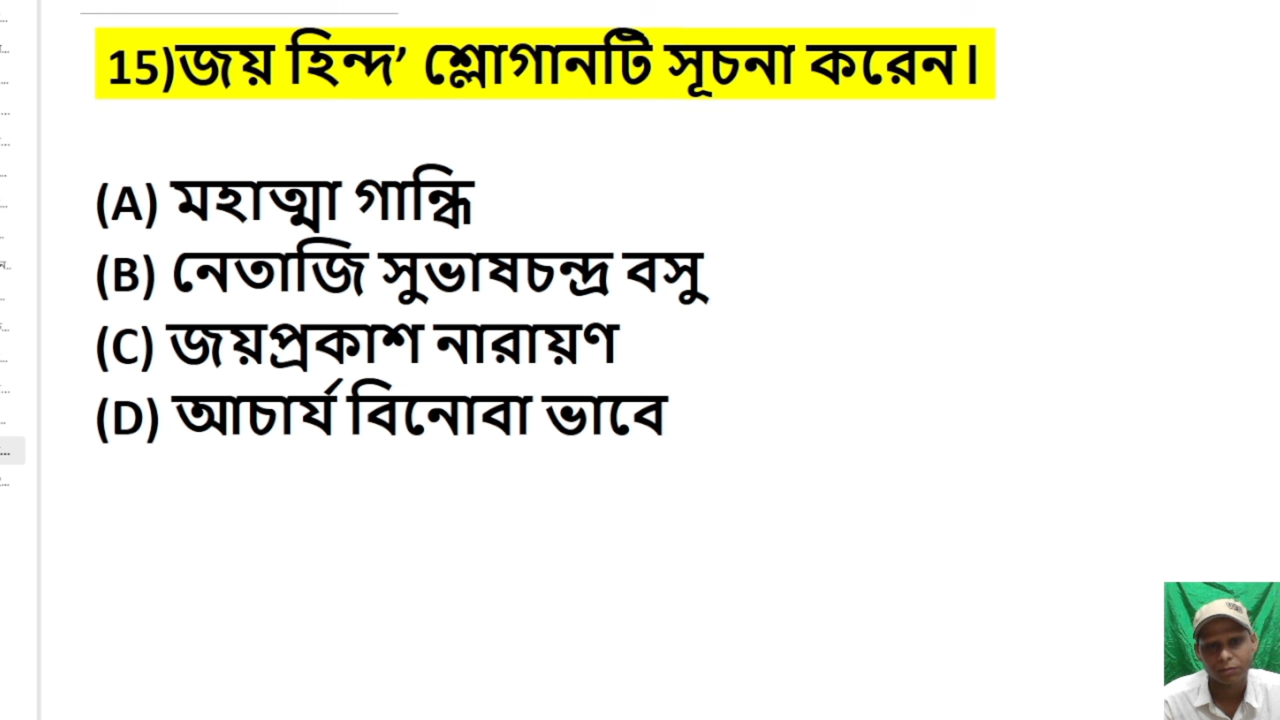 15)জয় হিন্দ’ শ্লোগানটি সূচনা করেন।
(A) মহাত্মা গান্ধি
(B) নেতাজি সুভাষচন্দ্র বসু
(C) জয়প্রকাশ নারায়ণ
(D) আচার্য বিনোবা ভাবে